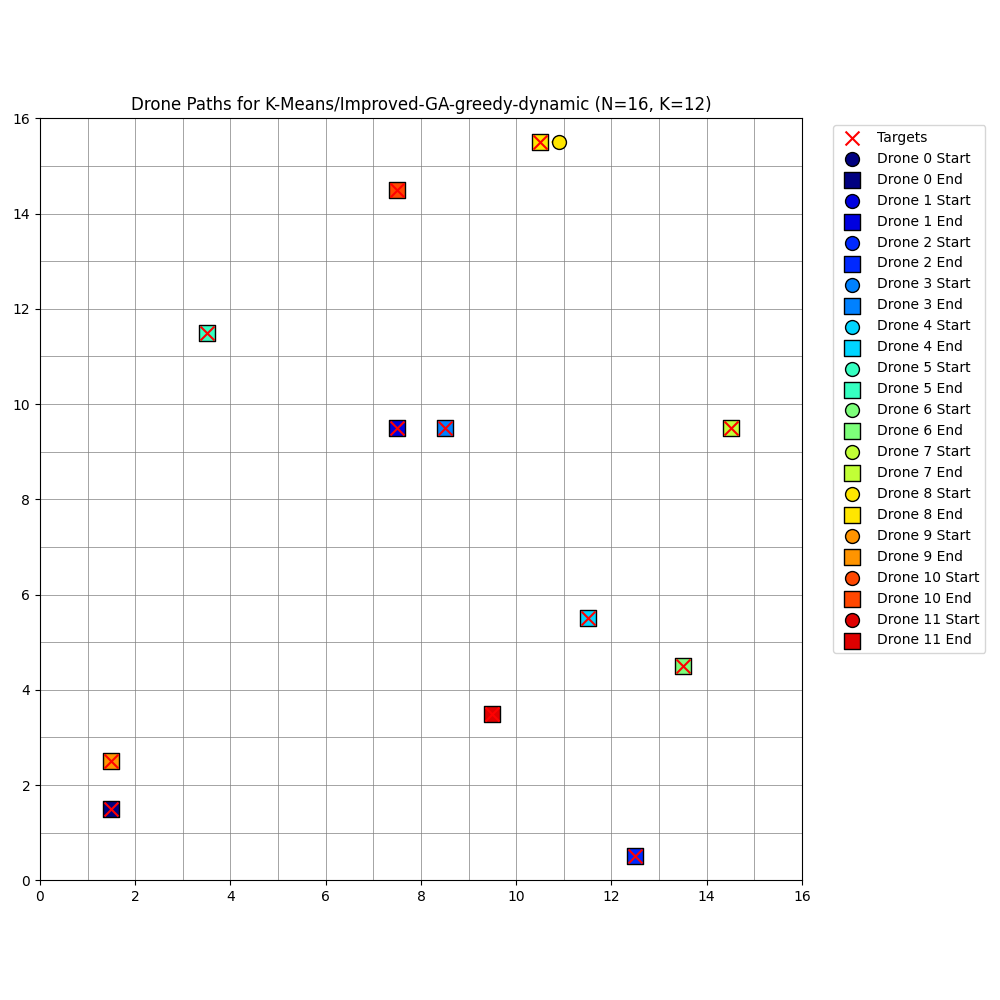 Drone Paths for K-Means/Improved-GA-greedy-dynamic (N=16, K=12)
16
14
12
10
8
6
4
2
0
0 2 4 6 8 10 12 14 16
Targets
Drone 0 Start
Drone 0 End
Drone 1 Start
Drone 1 End
Drone 2 Start
Drone 2 End
Drone 3 Start
Drone 3 End
Drone 4 Start
Drone 4 End
Drone 5 Start
Drone 5 End
Drone 6 Start
Drone 6 End
Drone 7 Start
Drone 7 End
Drone 8 Start
Drone 8 End
Drone 9 Start
Drone 9 End
Drone 10 Start
Drone 10 End
Drone 11 Start
Drone 11 End